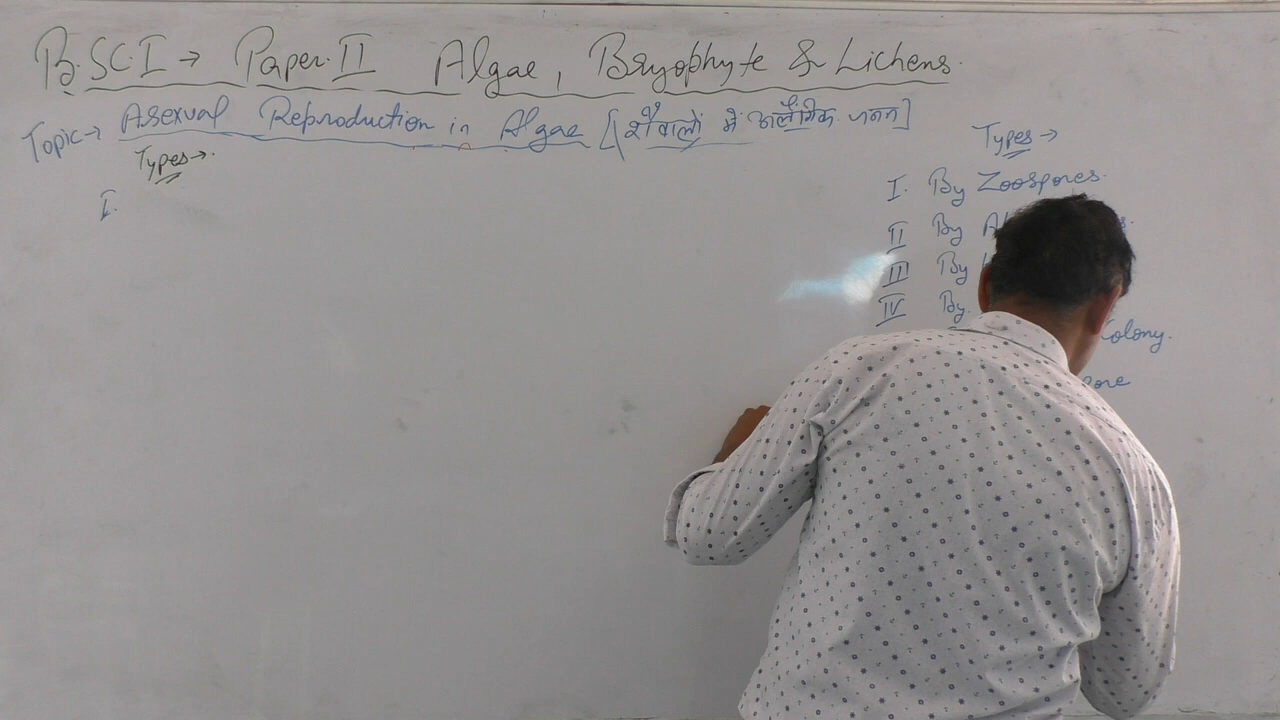 B.SC.I → Paper.II Algae, Bryophyte & Lichens.
Topic → Asexual Reproduction in Algae [शैवालों में अलैंगिक जनन]
Types →.
I.
Types →
I. By Zoospores.
II By
III By
IV By
Colony.